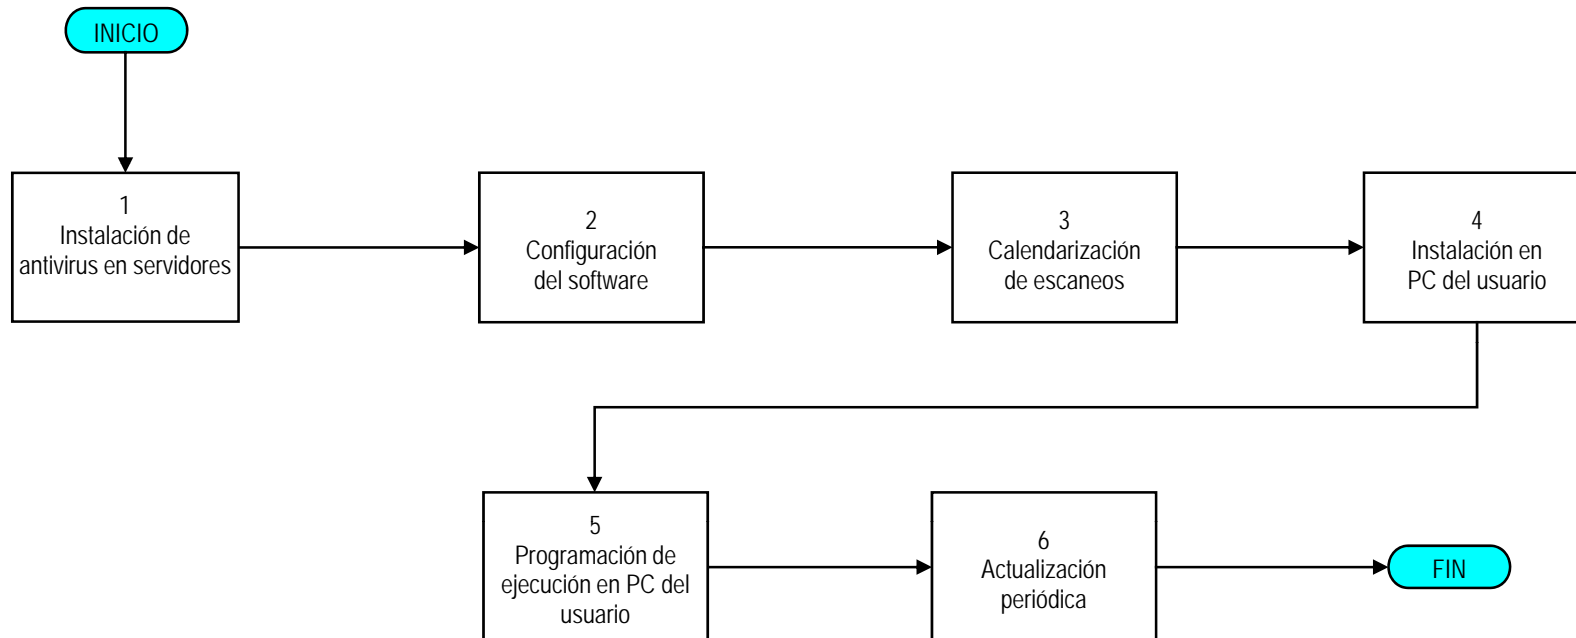 INICIO
1
Instalación de
antivirus en servidores
2
Configuración
del software
3
Calendarización
de escaneos
4
Instalación en
PC del usuario
5
Programación de
ejecución en PC del
usuario
6
Actualización
periódica
FIN